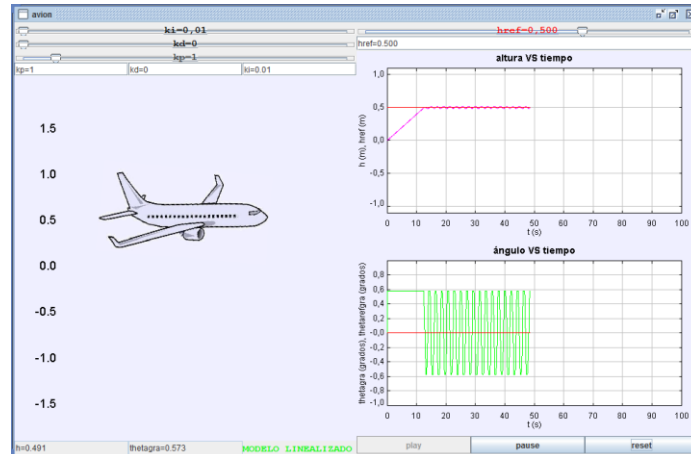 avion
ki=0,01
kd=0
kp=1
kp=1 kd=0 ki=0.01
href=0,500
href=0.500
1.5
1.0
0.5
0.0
-0.5
-1.0
-1.5
h=0.491 thetagra=0.573 MODELO LINEALIZADO
altura VS tiempo
h (m), href (m)
1,0
0,5
0,0
-0,5
-1,0
0 10 20 30 40 50 60 70 80 90 100
t (s)
ángulo VS tiempo
thetagra (grados), thetarefgra (grados)
0,8
0,6
0,4
0,2
-0,0
-0,2
-0,4
-0,6
-0,8
-1,0
0 10 20 30 40 50 60 70 80 90 100
t (s)
play pause reset